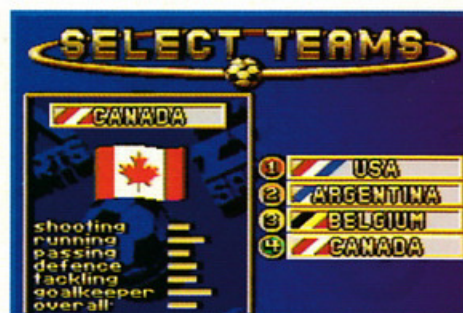 SELECT TEAMS
CANADA
shooting
running
passing
defence
tackling
goalkeeper
overall
1 USA
2 ARGENTINA
3 BELGIUM
4 CANADA